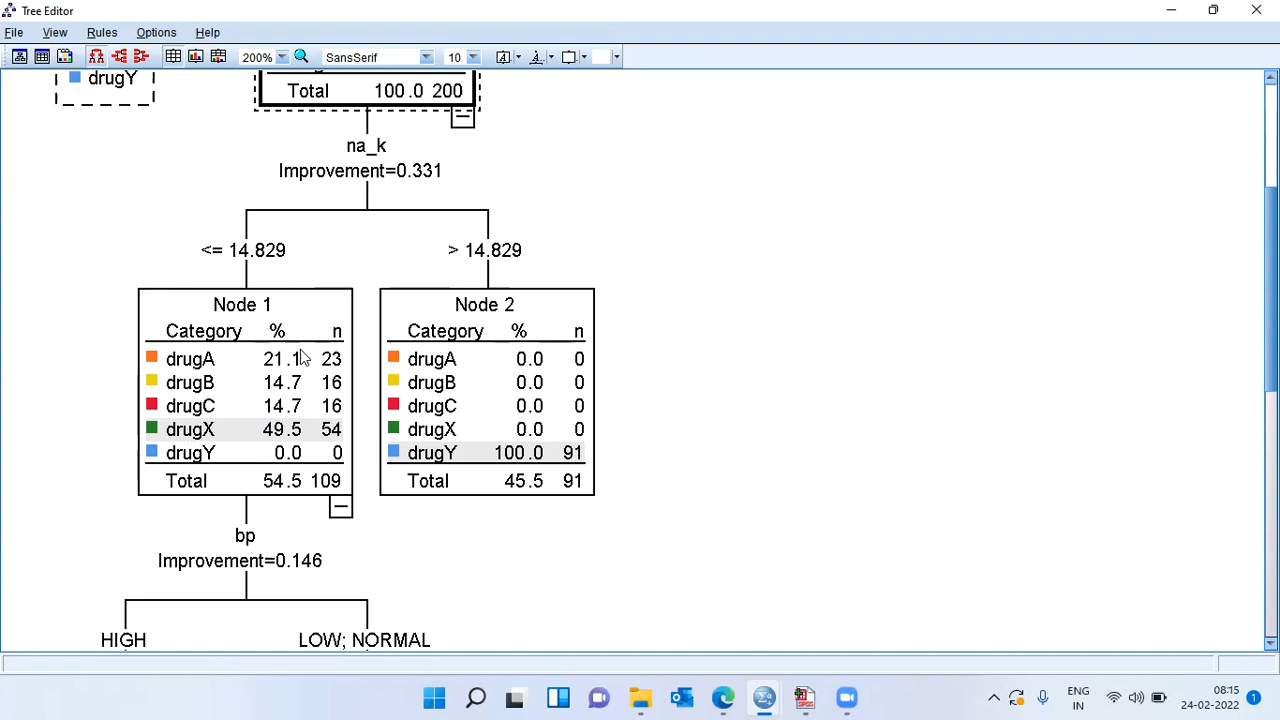 Tree Editor
File View Rules Options Help
200% SansSerif 10
drugY
Total 100.0 200
na_k
Improvement=0.331
<= 14.829 > 14.829
Node 1
Category % n
drugA 21.1 23
drugB 14.7 16
drugC 14.7 16
drugX 49.5 54
drugY 0.0 0
Total 54.5 109
Node 2
Category % n
drugA 0.0 0
drugB 0.0 0
drugC 0.0 0
drugX 0.0 0
drugY 100.0 91
Total 45.5 91
bp
Improvement=0.146
HIGH LOW; NORMAL
ENG
IN
08:15
24-02-2022
1